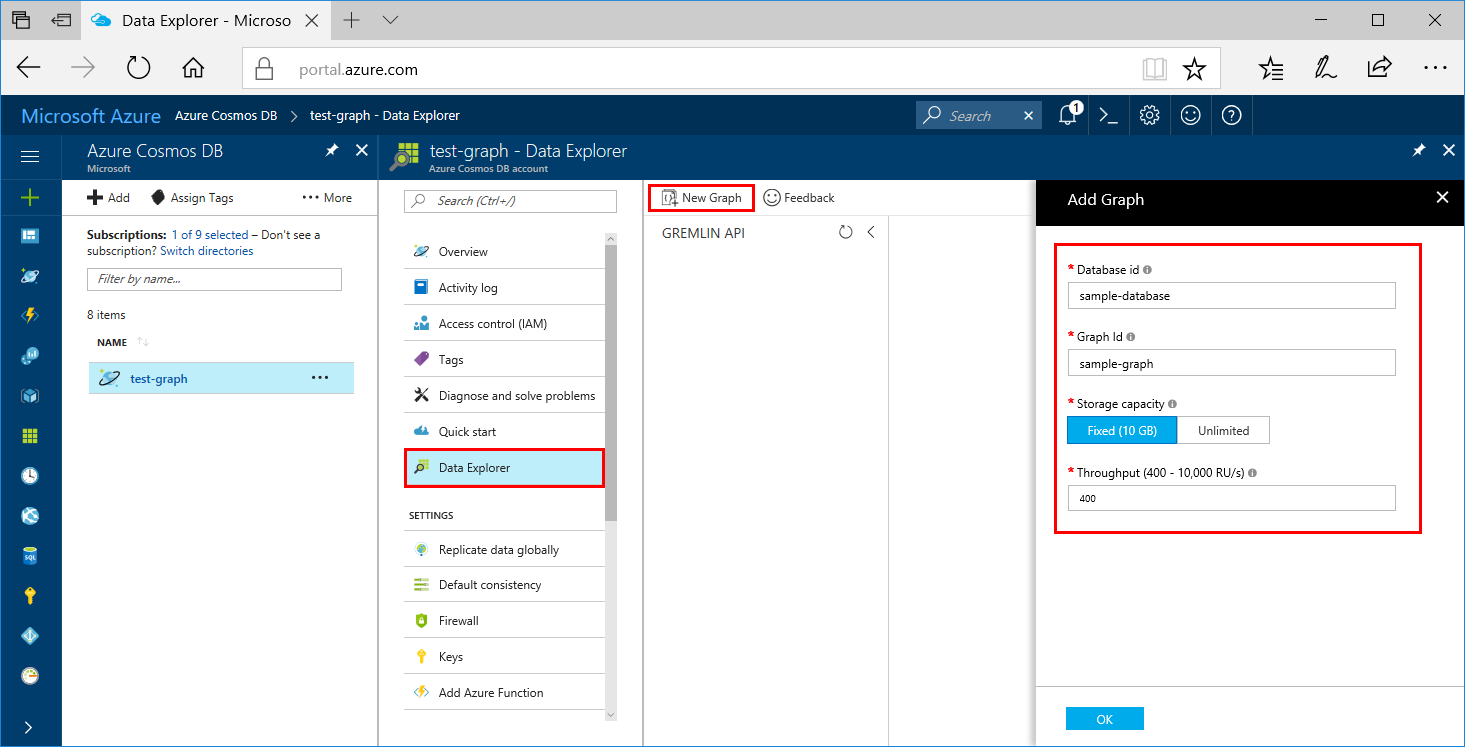 Data Explorer - Microso
portal.azure.com
Microsoft Azure Azure Cosmos DB > test-graph - Data Explorer
Search
1
Azure Cosmos DB
Microsoft
Add Assign Tags ··· More
Subscriptions: 1 of 9 selected – Don't see a
subscription? Switch directories
Filter by name...
8 items
NAME
test-graph ···
test-graph - Data Explorer
Azure Cosmos DB account
Search (Ctrl+/)
Overview
Activity log
Access control (IAM)
Tags
Diagnose and solve problems
Quick start
Data Explorer
SETTINGS
Replicate data globally
Default consistency
Firewall
Keys
Add Azure Function
New Graph Feedback
GREMLIN API
Add Graph
* Database id
sample-database
* Graph Id
sample-graph
* Storage capacity
Fixed (10 GB) Unlimited
* Throughput (400 - 10,000 RU/s)
400
OK
SQL